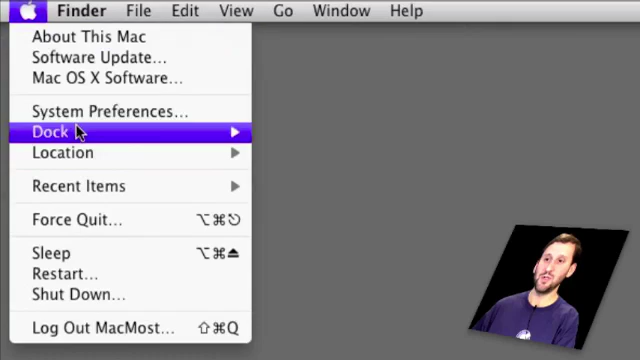 Finder File Edit View Go Window Help
About This Mac
Software Update...
Mac OS X Software...
System Preferences...
Dock
Location
Recent Items
Force Quit... ⌥⌘⎋
Sleep ⌥⌘⏏
Restart...
Shut Down...
Log Out MacMost... ⇧⌘Q